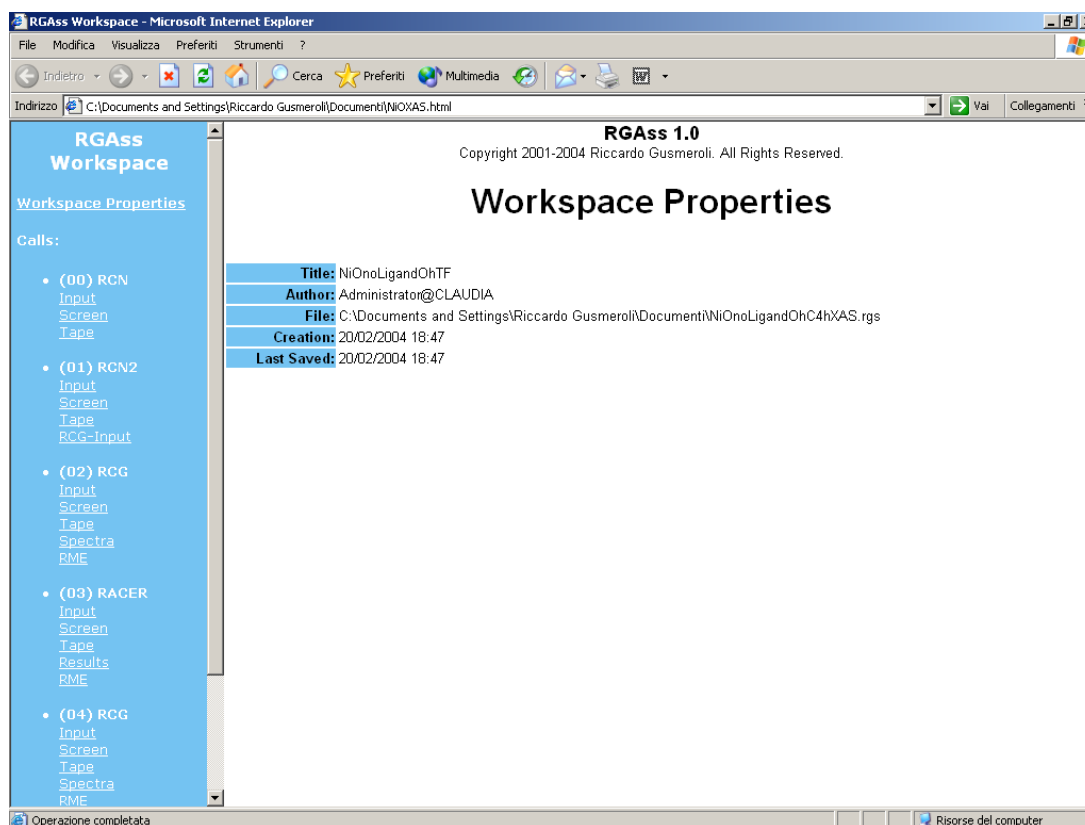 RGAss Workspace - Microsoft Internet Explorer
File Modifica Visualizza Preferiti Strumenti ?
Indietro Cerca Preferiti Multimedia
Indirizzo C:\Documents and Settings\Riccardo Gusmeroli\Documenti\NiOXAS.html Vai Collegamenti
RGAss
Workspace
Workspace Properties
Calls:
• (00) RCN
Input
Screen
Tape
• (01) RCN2
Input
Screen
Tape
RCG-Input
• (02) RCG
Input
Screen
Tape
Spectra
RME
• (03) RACER
Input
Screen
Tape
Results
RME
• (04) RCG
Input
Screen
Tape
Spectra
RME
RGAss 1.0
Copyright 2001-2004 Riccardo Gusmeroli. All Rights Reserved.
Workspace Properties
Title: NiOnoLigandOhTF
Author: Administrator@CLAUDIA
File: C:\Documents and Settings\Riccardo Gusmeroli\Documenti\NiOnoLigandOhC4hXAS.rgs
Creation: 20/02/2004 18:47
Last Saved: 20/02/2004 18:47
Operazione completata Risorse del computer